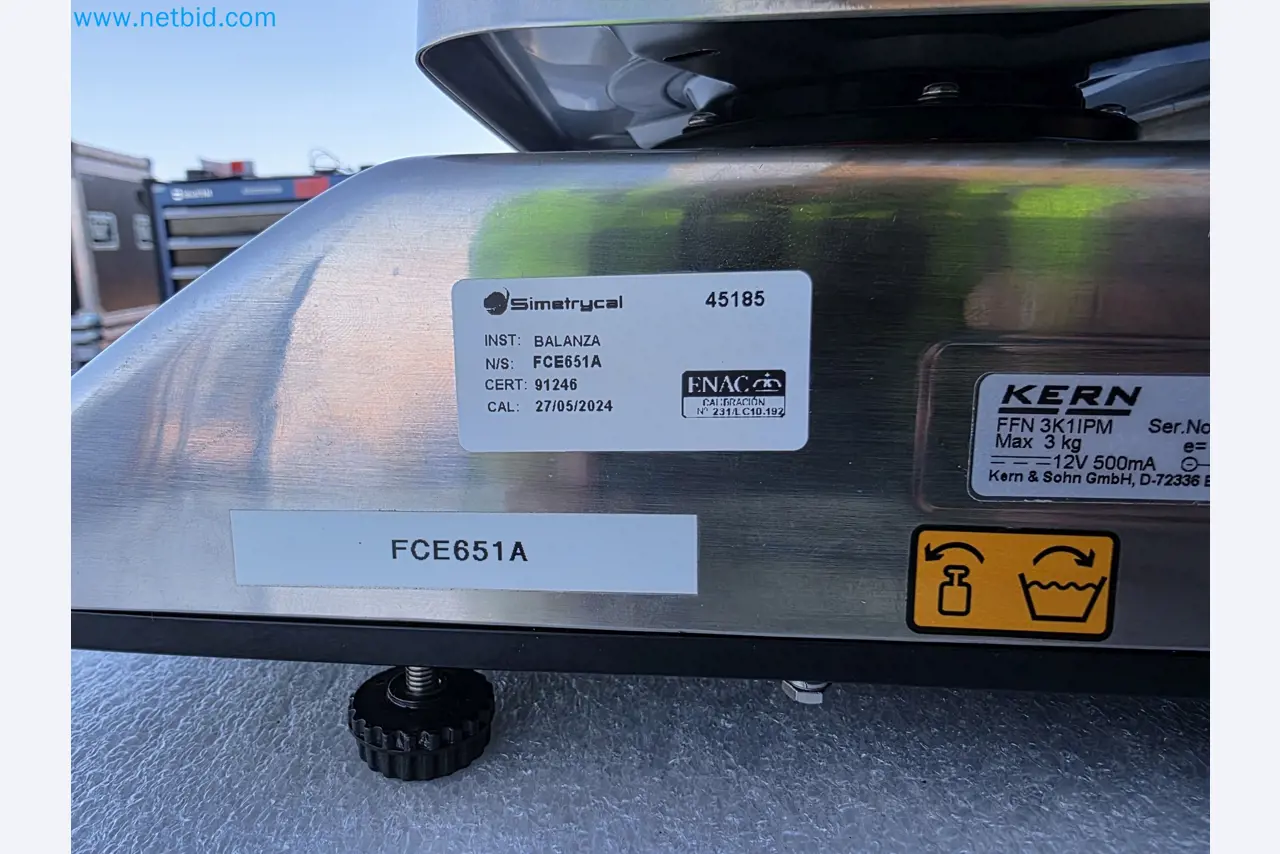 www.netbid.com
Simetrycal 45185
INST: BALANZA
N/S: FCE651A
CERT: 91246
CAL: 27/05/2024
ENAC
CALIBRACIÓN
Nº 231/LC10.192
KERN
FFN 3K1IPM Ser.No
Max 3 kg e=
12V 500mA
Kern & Sohn GmbH, D-72336
FCE651A